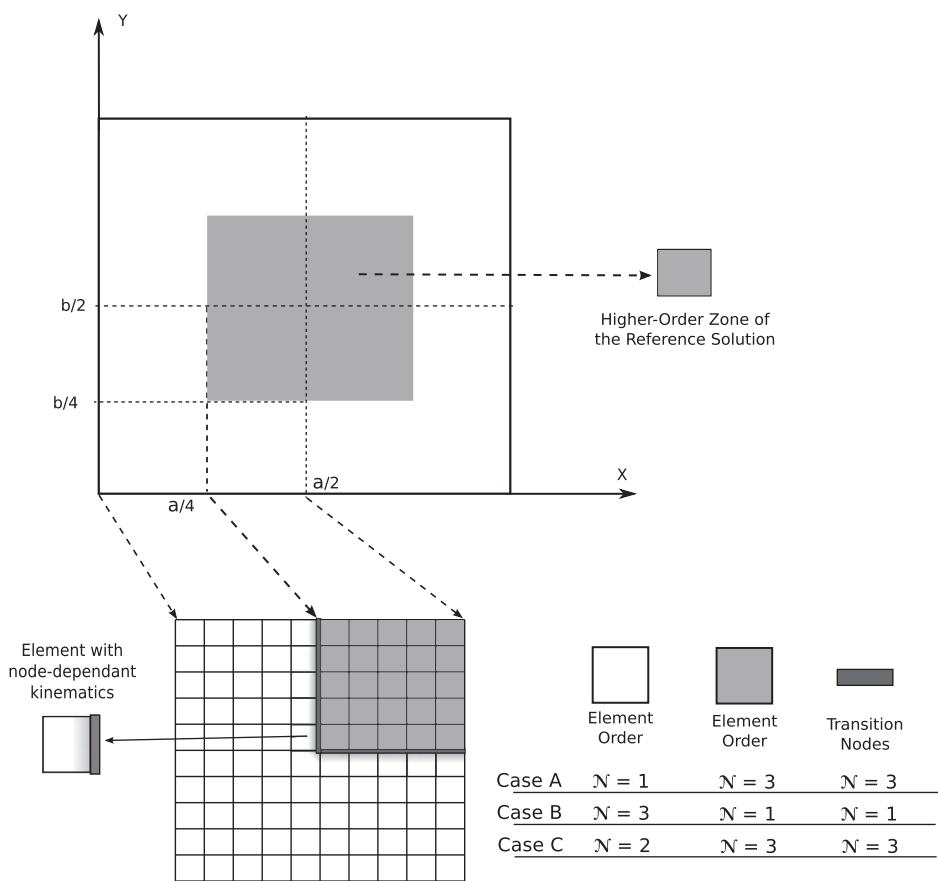 Y
b/2
Higher-Order Zone of
the Reference Solution
b/4
X
a/2
a/4
Element with
node-dependant
kinematics
Element
Order
Element
Order
Transition
Nodes
Case A N = 1 N = 3 N = 3
Case B N = 3 N = 1 N = 1
Case C N = 2 N = 3 N = 3